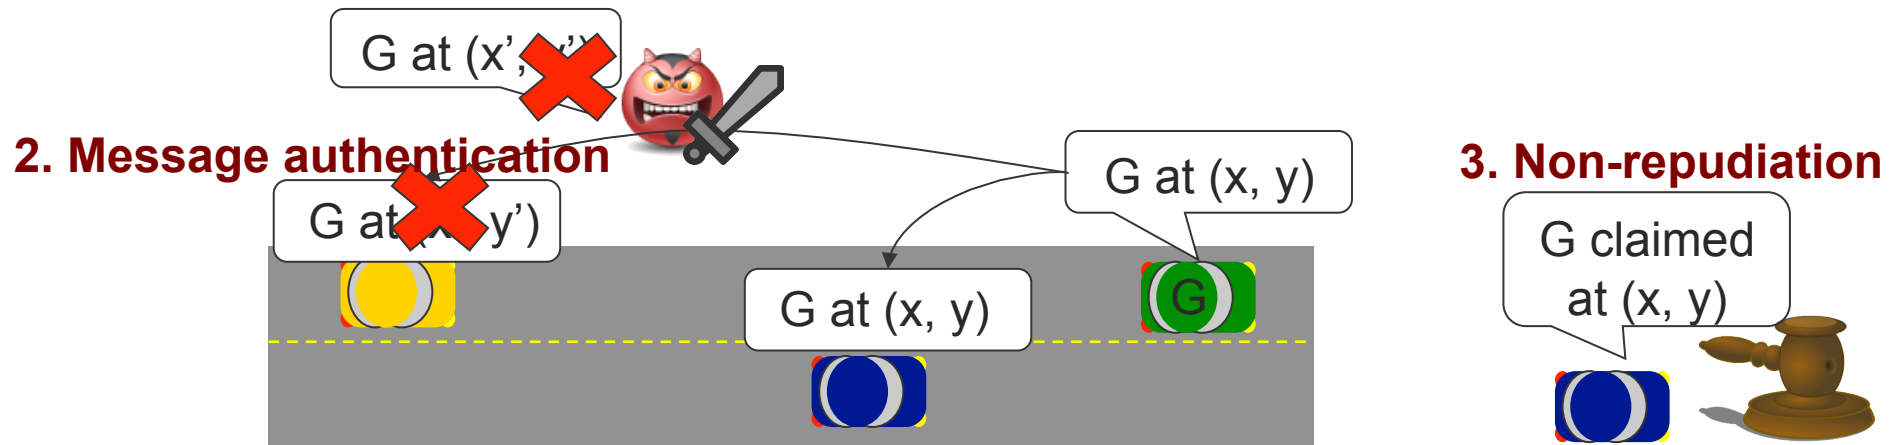 G at (x’, y’)
2. Message authentication
G at (x, y)
3. Non-repudiation
G at y’)
G claimed
at (x, y)
G at (x, y)
G